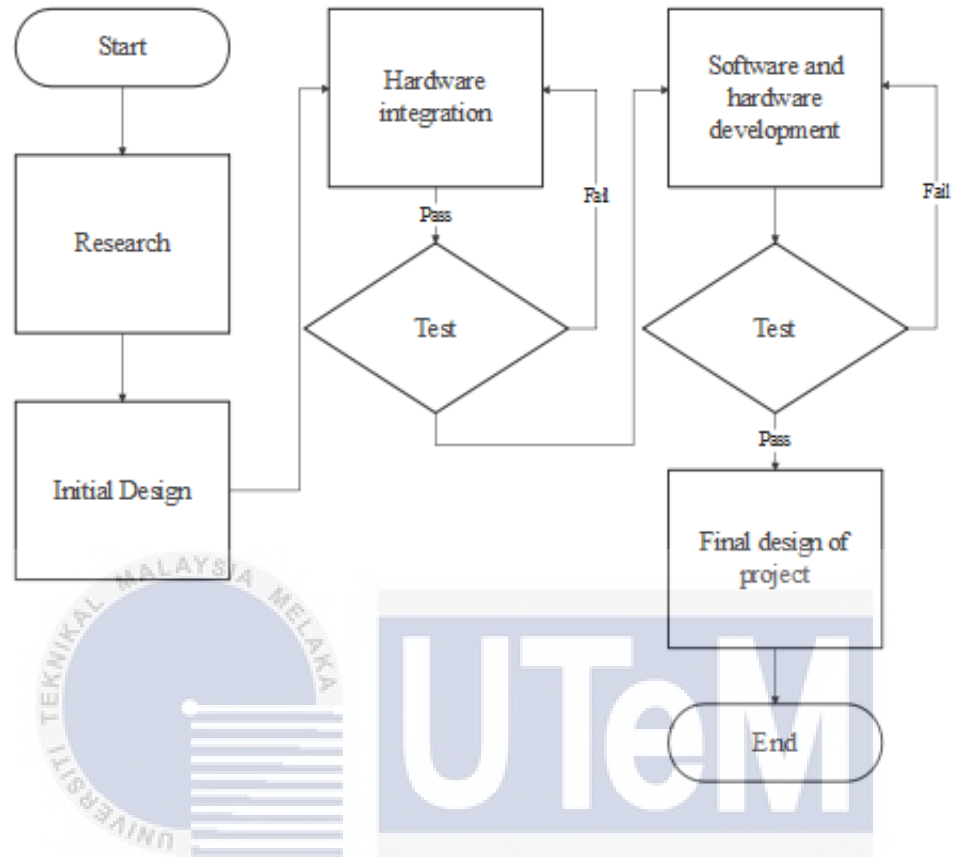 Start
Research
Initial Design
Hardware
integration
Pass
Fail
Test
Software and
hardware
development
Fail
Test
Pass
Final design of
project
End
UNIVERSITI TEKNIKAL MALAYSIA MELAKA
UTeM